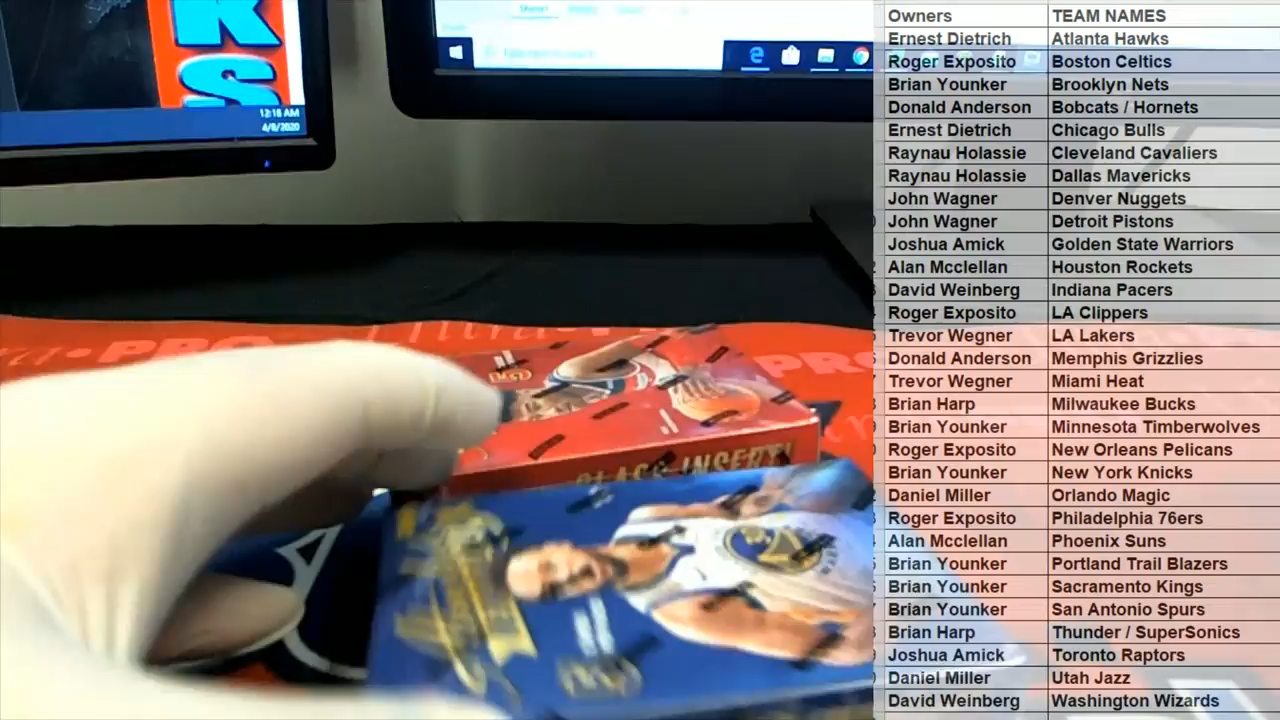 KS
12:18 AM
4/8/2020
PRO
PRO
GLASS INSERT!
Owners TEAM NAMES
Ernest Dietrich Atlanta Hawks
Roger Exposito Boston Celtics
Brian Younker Brooklyn Nets
Donald Anderson Bobcats / Hornets
Ernest Dietrich Chicago Bulls
Raynau Holassie Cleveland Cavaliers
Raynau Holassie Dallas Mavericks
John Wagner Denver Nuggets
John Wagner Detroit Pistons
Joshua Amick Golden State Warriors
Alan Mcclellan Houston Rockets
David Weinberg Indiana Pacers
Roger Exposito LA Clippers
Trevor Wegner LA Lakers
Donald Anderson Memphis Grizzlies
Trevor Wegner Miami Heat
Brian Harp Milwaukee Bucks
Brian Younker Minnesota Timberwolves
Roger Exposito New Orleans Pelicans
Brian Younker New York Knicks
Daniel Miller Orlando Magic
Roger Exposito Philadelphia 76ers
Alan Mcclellan Phoenix Suns
Brian Younker Portland Trail Blazers
Brian Younker Sacramento Kings
Brian Younker San Antonio Spurs
Brian Harp Thunder / SuperSonics
Joshua Amick Toronto Raptors
Daniel Miller Utah Jazz
David Weinberg Washington Wizards